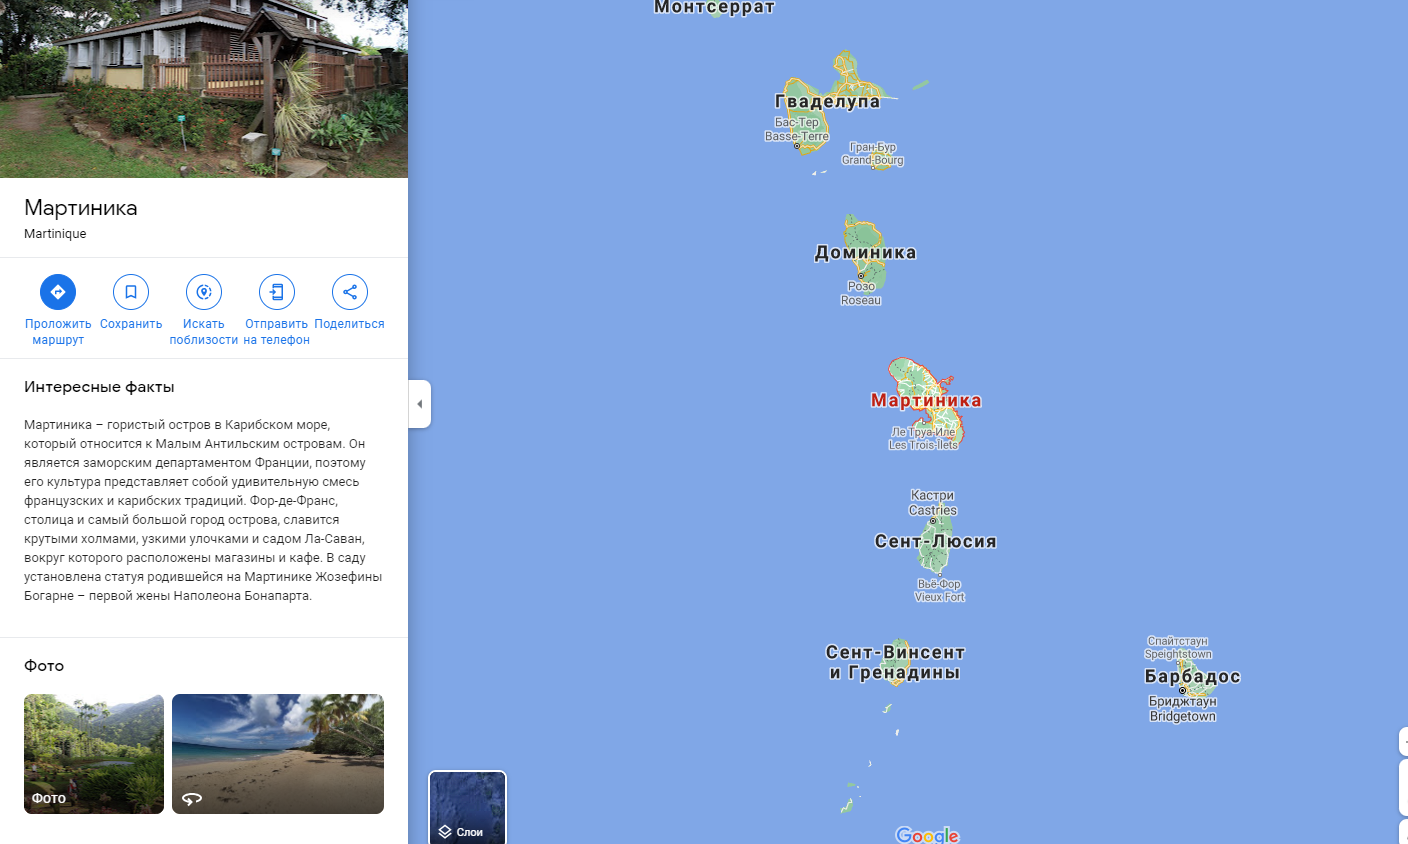 Мартиника
Martinique
Проложить
маршрут
Сохранить
Искать
поблизости
Отправить
на телефон
Поделиться
Интересные факты
Мартиника – гористый остров в Карибском море,
который относится к Малым Антильским островам. Он
является заморским департаментом Франции, поэтому
его культура представляет собой удивительную смесь
французских и карибских традиций. Фор-де-Франс,
столица и самый большой город острова, славится
крутыми холмами, узкими улочками и садом Ла-Саван,
вокруг которого расположены магазины и кафе. В саду
установлена статуя родившейся на Мартинике Жозефины
Богарне – первой жены Наполеона Бонапарта.
Фото
Фото
Монтсеррат
Гваделупа
Бас-Тер
Basse-Terre
Гран-Бур
Grand-Bourg
Доминика
Розо
Roseau
Мартиника
Ле Труа-Иле
Les Trois-Îlets
Кастри
Castries
Сент-Люсия
Вьё-Фор
Vieux Fort
Сент-Винсент
и Гренадины
Спайтстаун
Speightstown
Барбадос
Бриджтаун
Bridgetown
Слои
Google